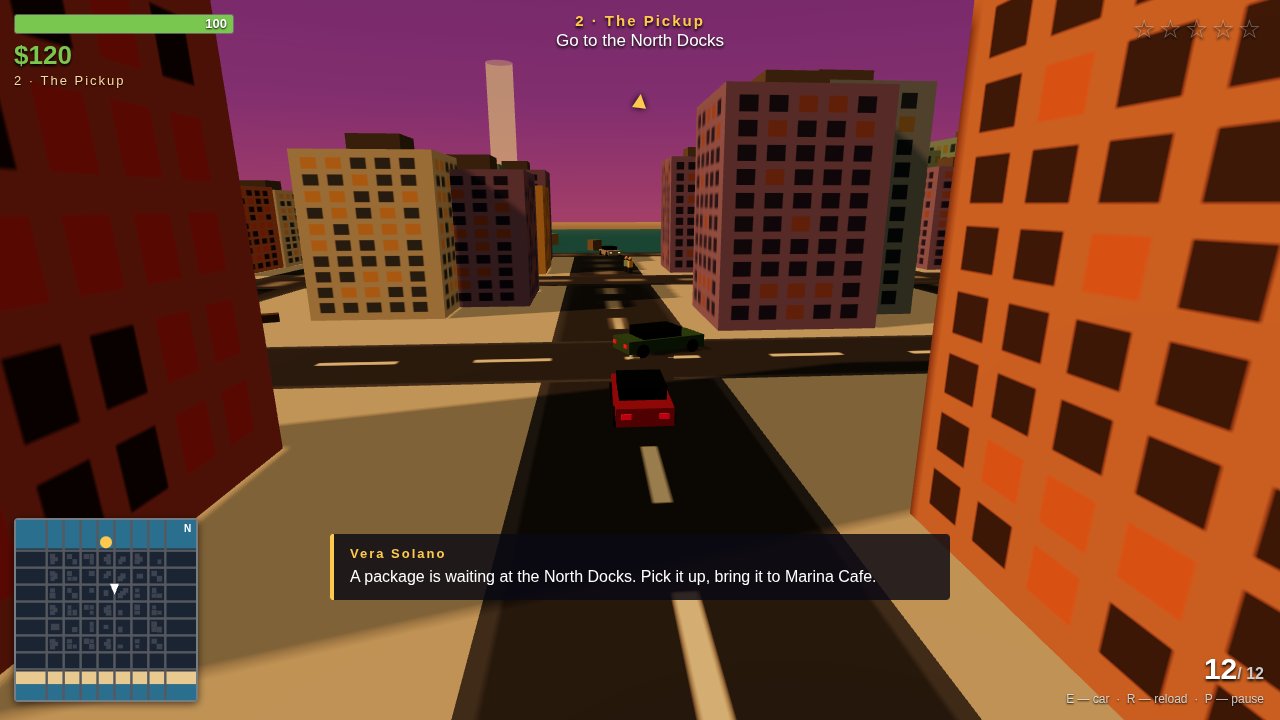 100
2 · The Pickup
Go to the North Docks
☆☆☆☆☆
$120
2 · The Pickup
N
Vera Solano
A package is waiting at the North Docks. Pick it up, bring it to Marina Cafe.
12/ 12
E — car · R — reload · P — pause